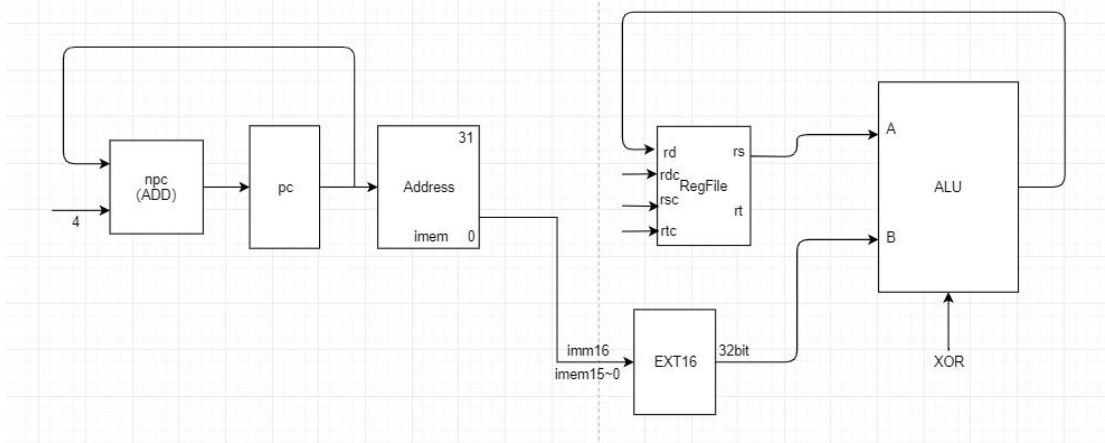 4
npc
(ADD)
pc
31
Address
imem 0
rd
rs
rdc
RegFile
rsc
rt
rtc
A
ALU
B
imm16
imem15~0
EXT16
32bit
XOR